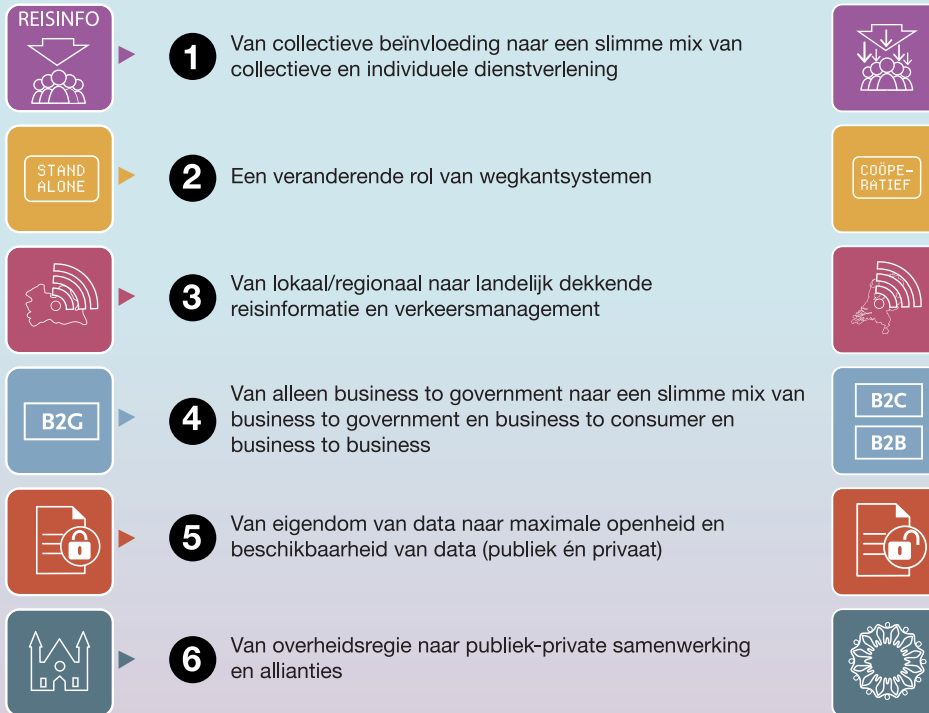 REISINFO
1 Van collectieve beïnvloeding naar een slimme mix van
collectieve en individuele dienstverlening
STAND
ALONE
2 Een veranderende rol van wegkantsystemen
COÖPE-
RATIEF
3 Van lokaal/regionaal naar landelijk dekkende
reisinformatie en verkeersmanagement
B2G
4 Van alleen business to government naar een slimme mix van
business to government en business to consumer en
business to business
B2C
B2B
5 Van eigendom van data naar maximale openheid en
beschikbaarheid van data (publiek én privaat)
6 Van overheidsregie naar publiek-private samenwerking
en allianties